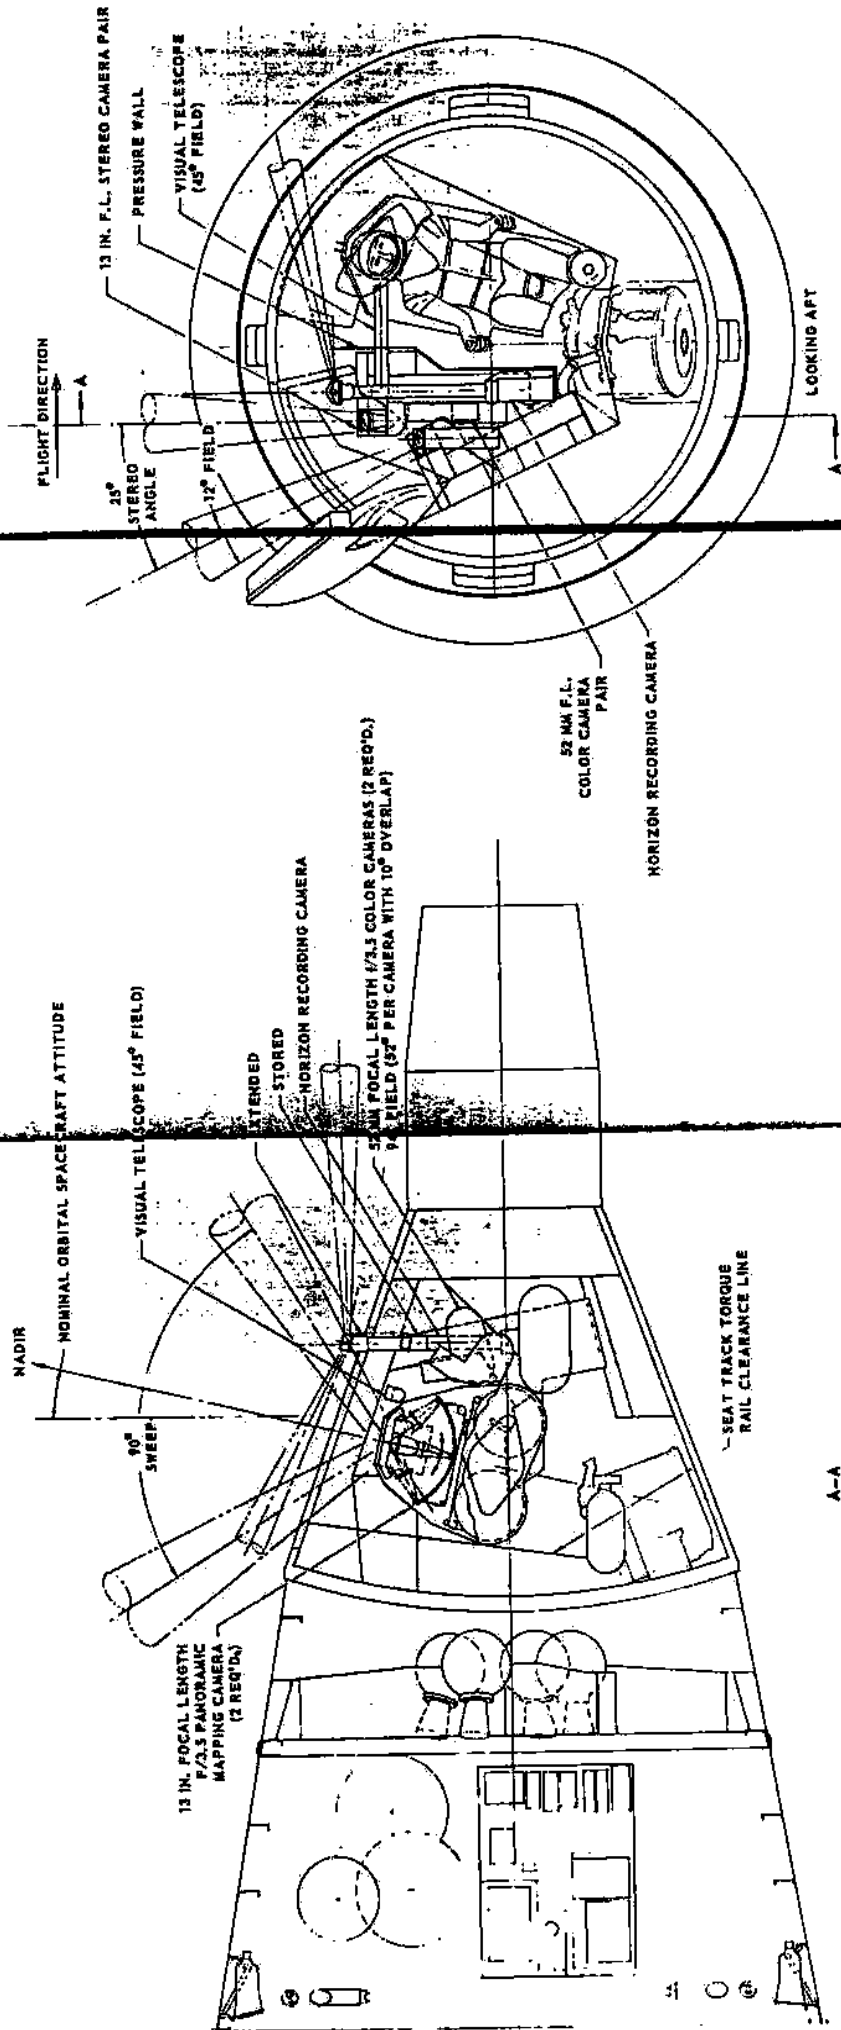 NADIR
NOMINAL ORBITAL SPACECRAFT ATTITUDE
90° SWEEP
VISUAL TELESCOPE (45° FIELD)
EXTENDED
STORED
HORIZON RECORDING CAMERA
52 MM FOCAL LENGTH f/3.5 COLOR CAMERAS (2 REQ'D.)
94° FIELD (52° PER CAMERA WITH 10° OVERLAP)
13 IN. FOCAL LENGTH
F/3.5 PANORAMIC
MAPPING CAMERA
(2 REQ'D.)
SEAT TRACK TORQUE
RAIL CLEARANCE LINE
A-A
FLIGHT DIRECTION
A
25°
STEREO
ANGLE
12° FIELD
13 IN. F.L. STEREO CAMERA PAIR
PRESSURE WALL
VISUAL TELESCOPE
(45° FIELD)
52 MM F.L.
COLOR CAMERA
PAIR
HORIZON RECORDING CAMERA
LOOKING AFT
A